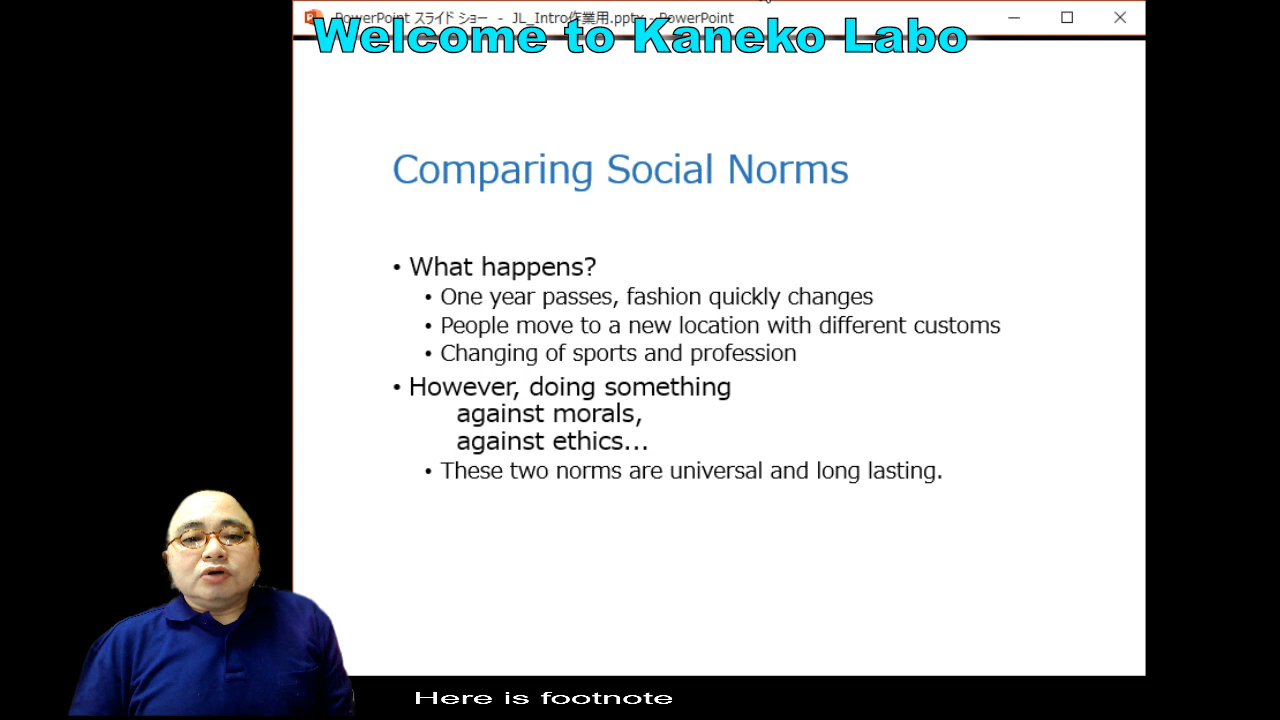 PowerPoint スライド ショー - JL_Intro作業用.pptx - PowerPoint
Welcome to Kaneko Labo
Comparing Social Norms
• What happens?
• One year passes, fashion quickly changes
• People move to a new location with different customs
• Changing of sports and profession
• However, doing something
against morals,
against ethics...
• These two norms are universal and long lasting.
Here is footnote